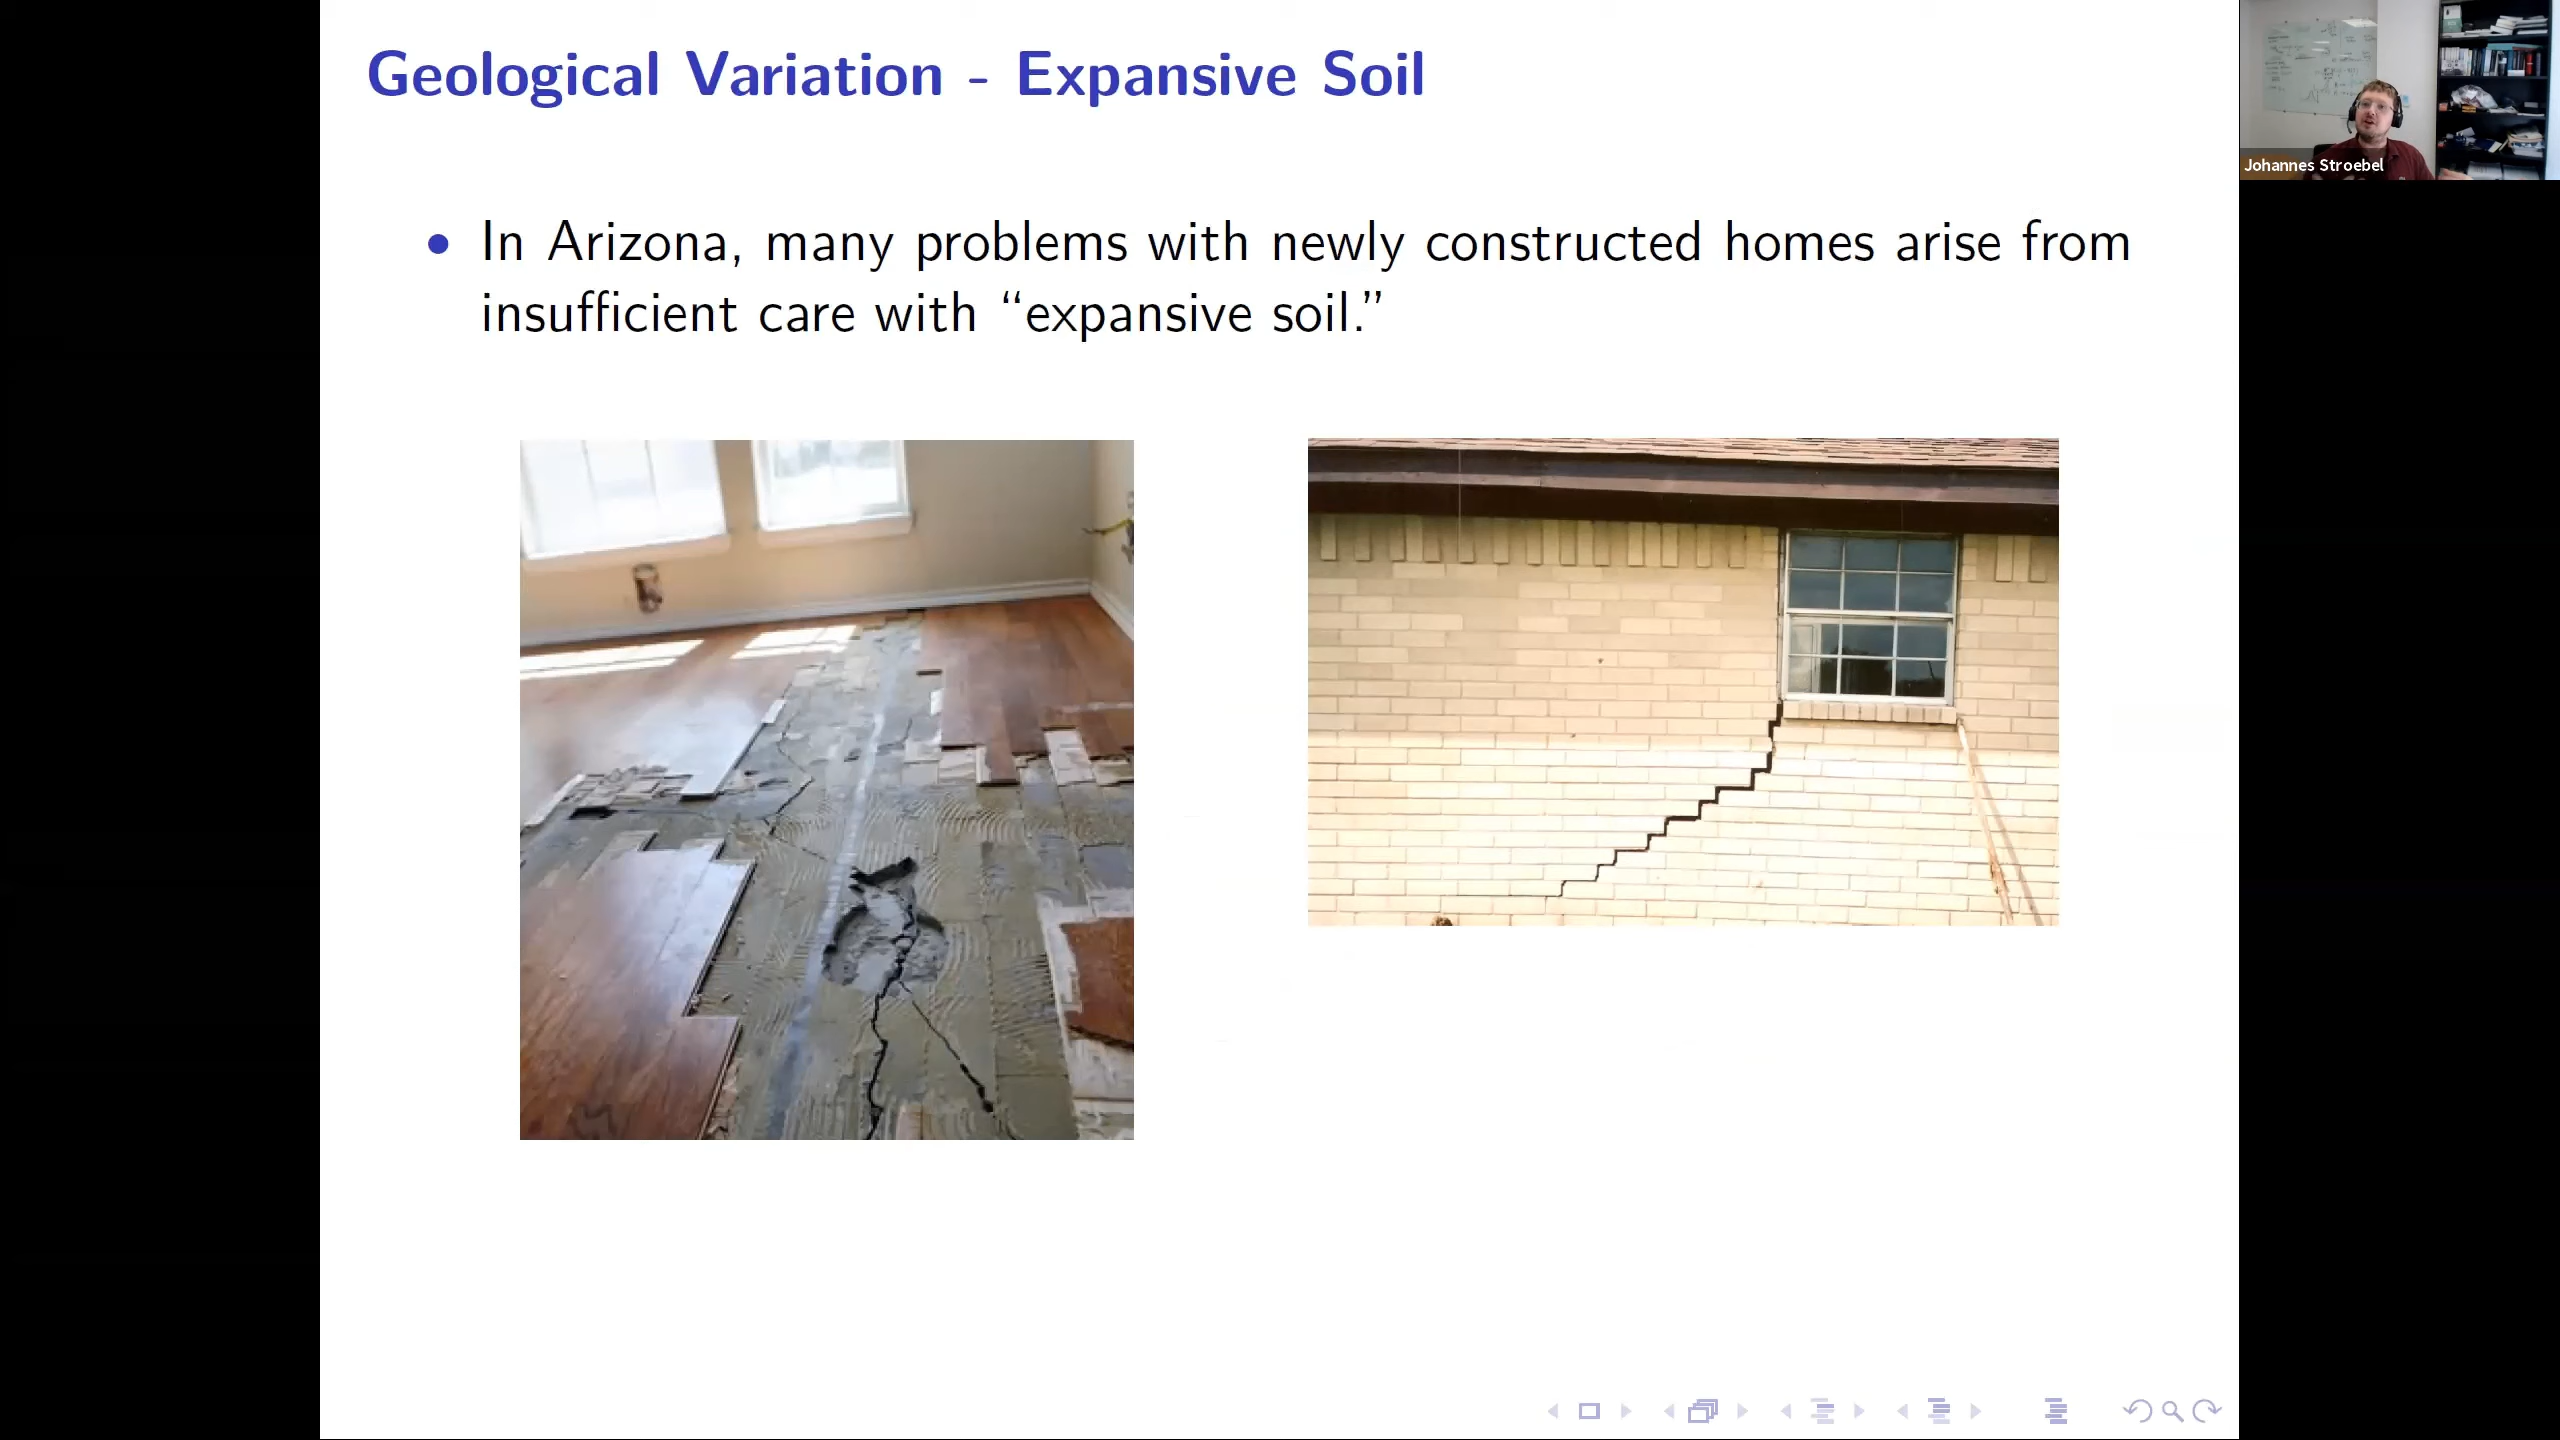 Geological Variation - Expansive Soil
Johannes Stroebel
• In Arizona, many problems with newly constructed homes arise from
insufficient care with “expansive soil.”